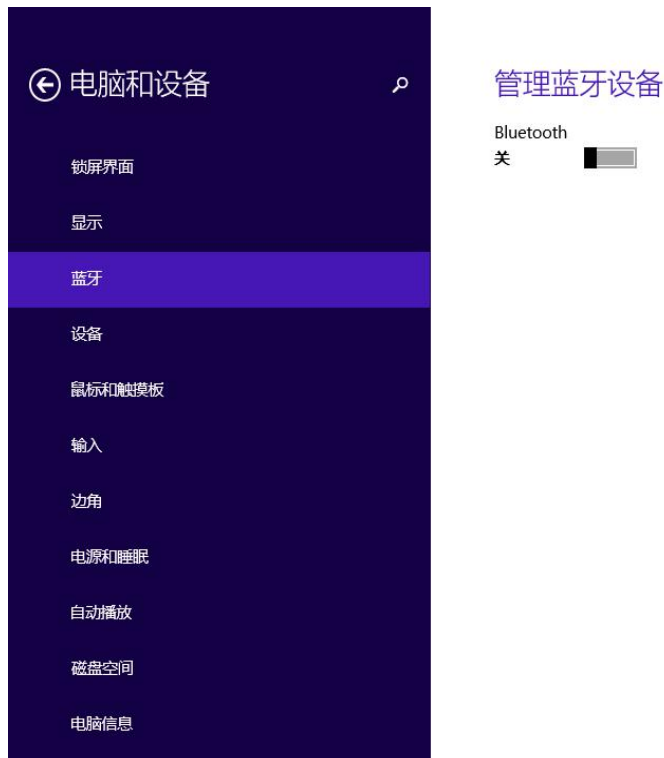 电脑和设备
锁屏界面
显示
蓝牙
设备
鼠标和触摸板
输入
边角
电源和睡眠
自动播放
磁盘空间
电脑信息
管理蓝牙设备
Bluetooth
关